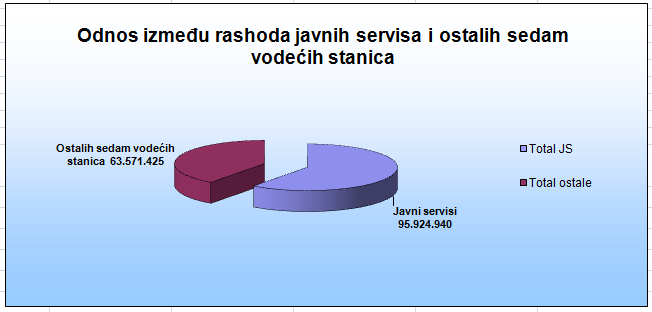 Odnos između rashoda javnih servisa i ostalih sedam
vodećih stanica
Ostalih sedam vodećih
stanica 63.571.425
Total JS
Total ostale
Javni servisi
95.924.940